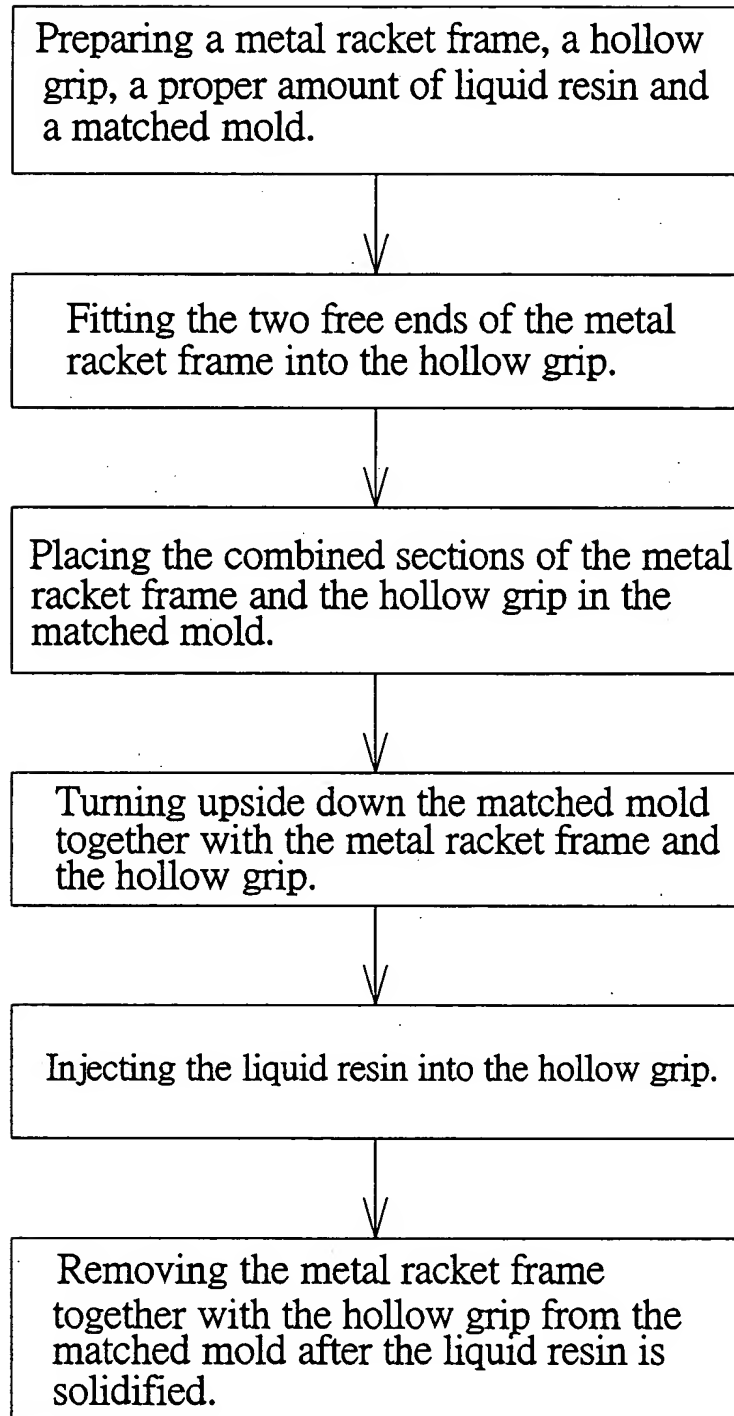 Preparing a metal racket frame, a hollow
grip, a proper amount of liquid resin and
a matched mold.
Fitting the two free ends of the metal
racket frame into the hollow grip.
Placing the combined sections of the metal
racket frame and the hollow grip in the
matched mold.
Turning upside down the matched mold
together with the metal racket frame and
the hollow grip.
Injecting the liquid resin into the hollow grip.
Removing the metal racket frame
together with the hollow grip from the
matched mold after the liquid resin is
solidified.